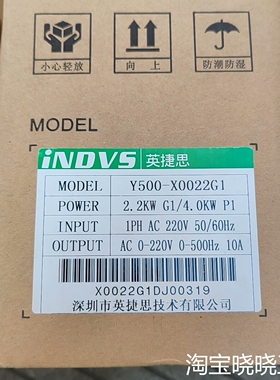 小心轻放 向上 防潮防湿
MODEL
iNDVS 英捷思
MODEL Y500-X0022G1
POWER 2.2KW G1/4.0KW P1
INPUT 1PH AC 220V 50/60Hz
OUTPUT AC 0-220V 0-500Hz 10A
X0022G1DJ00319
深圳市英捷思技术有限公司
淘宝晓晓